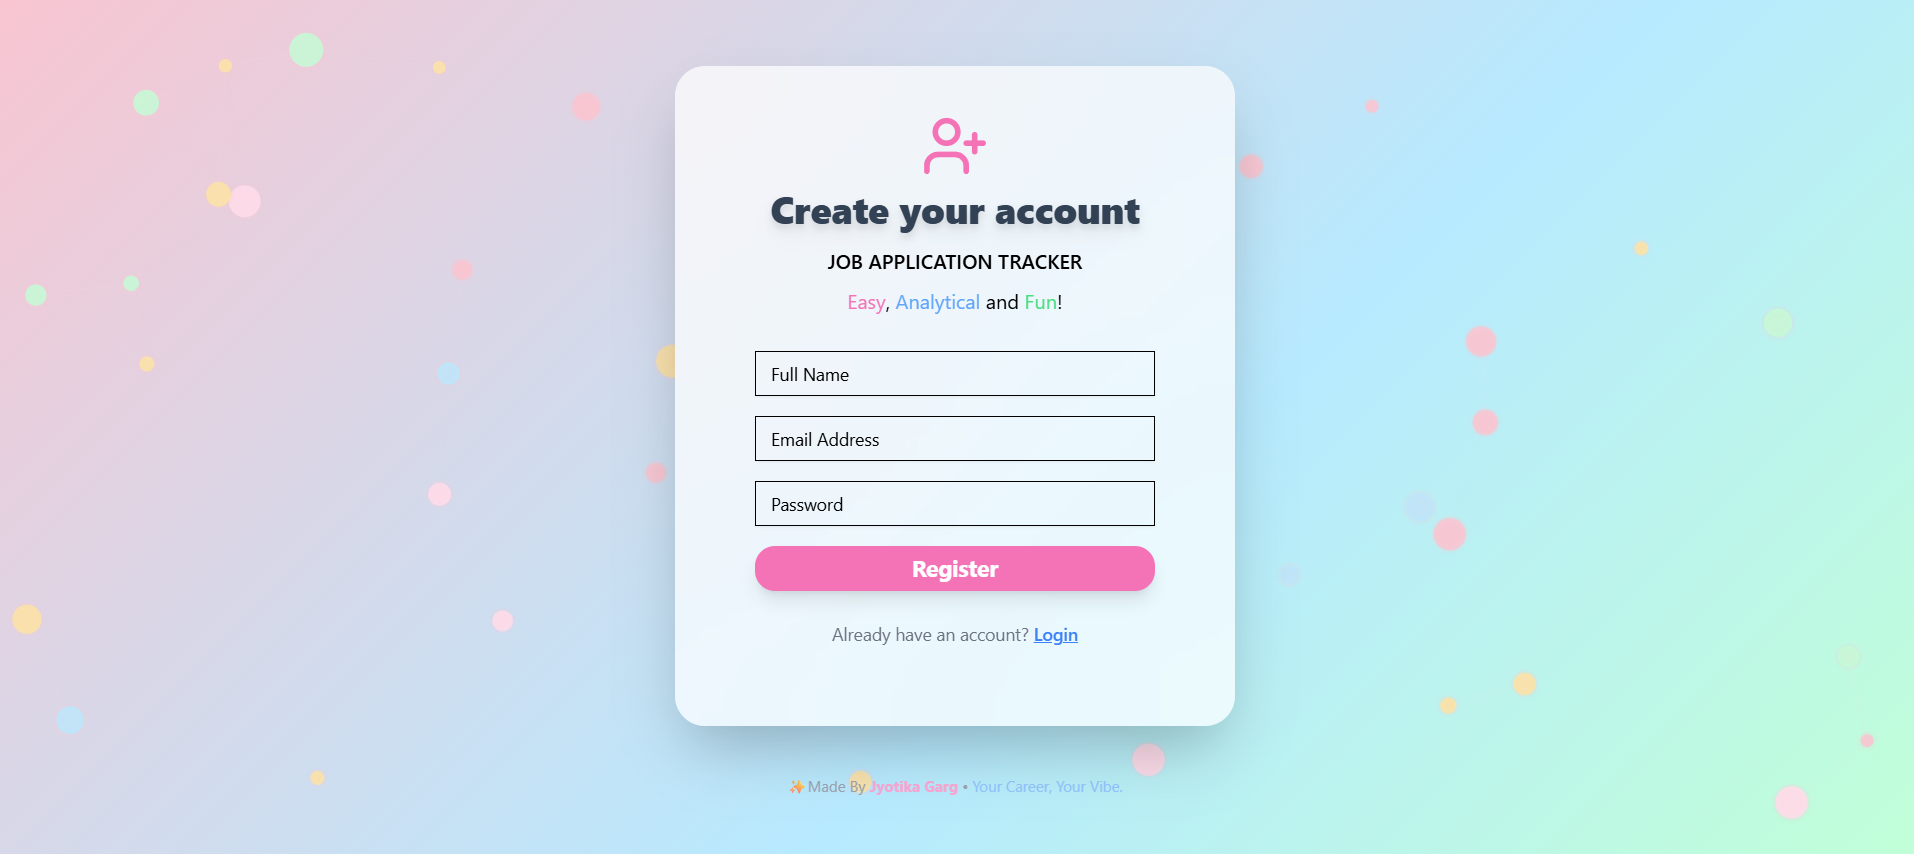 Create your account
JOB APPLICATION TRACKER
Easy, Analytical and Fun!
Full Name
Email Address
Password
Register
Already have an account? Login
✨ Made By Jyotika Garg • Your Career, Your Vibe.